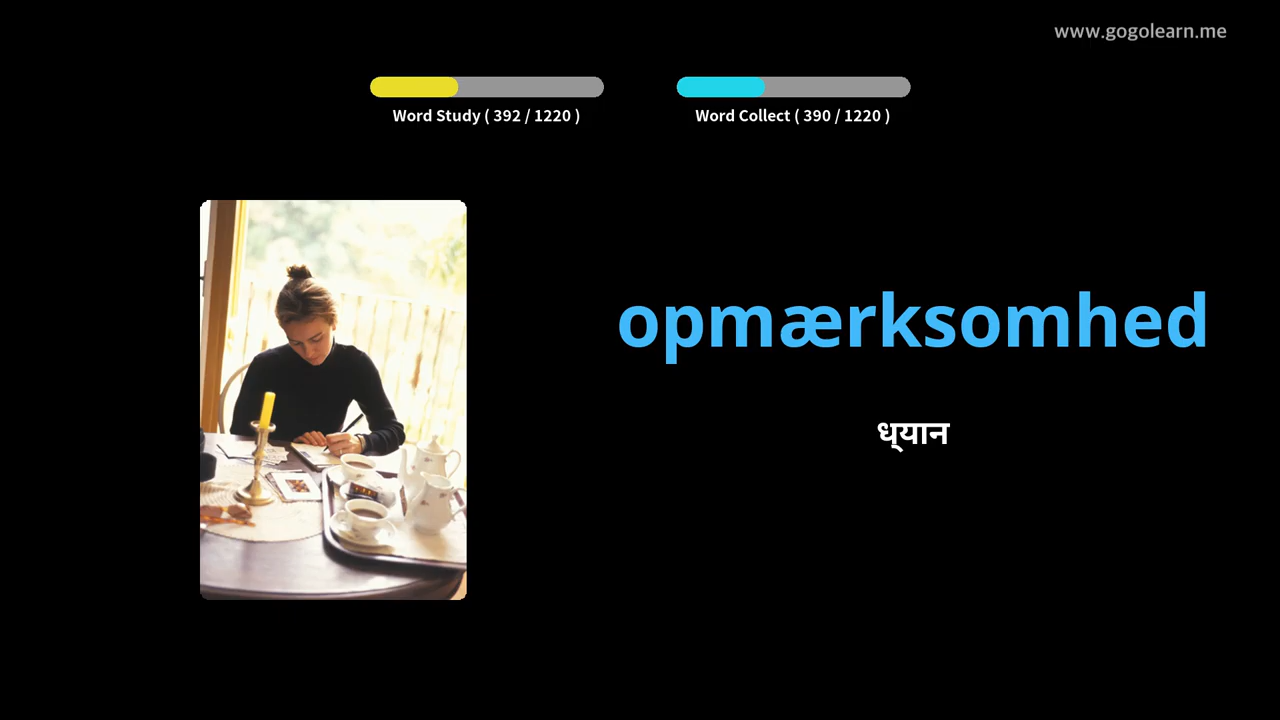 www.gogolearn.me
Word Study ( 392 / 1220 )
Word Collect ( 390 / 1220 )
opmærksomhed
ध्यान